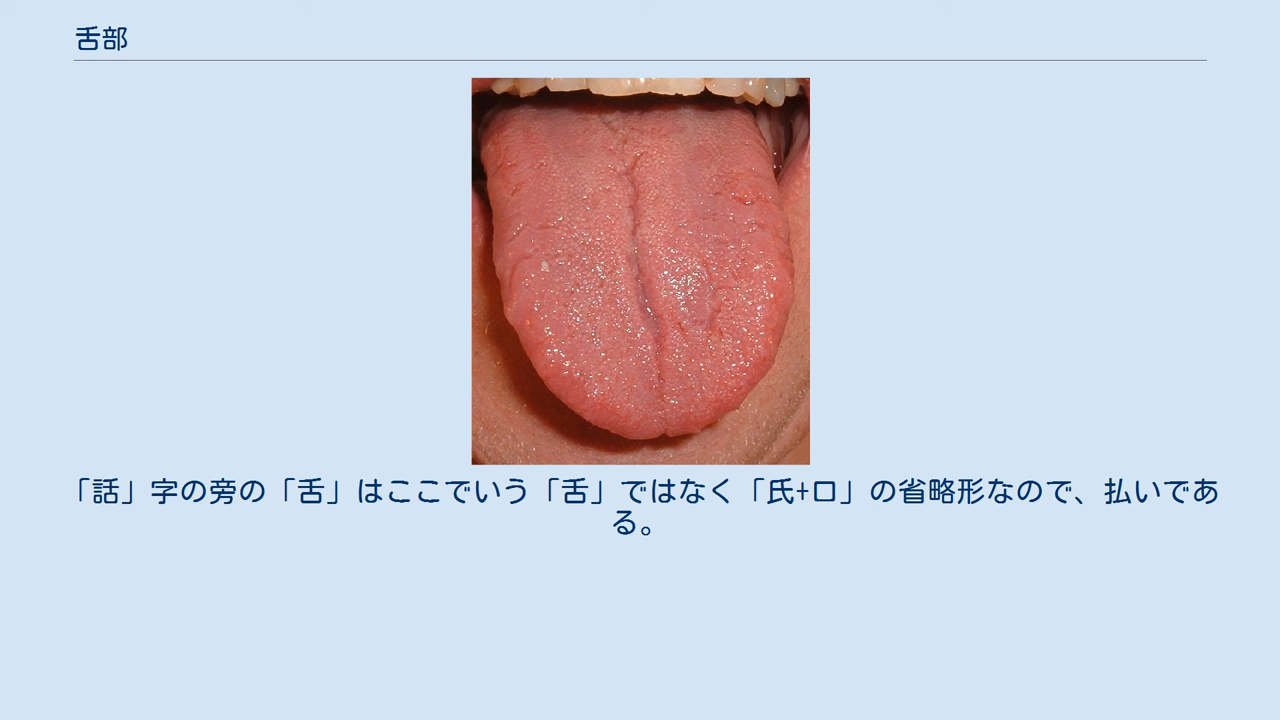 舌部
「話」字の旁の「舌」はここでいう「舌」ではなく「氏+口」の省略形なので、払いであ
る。